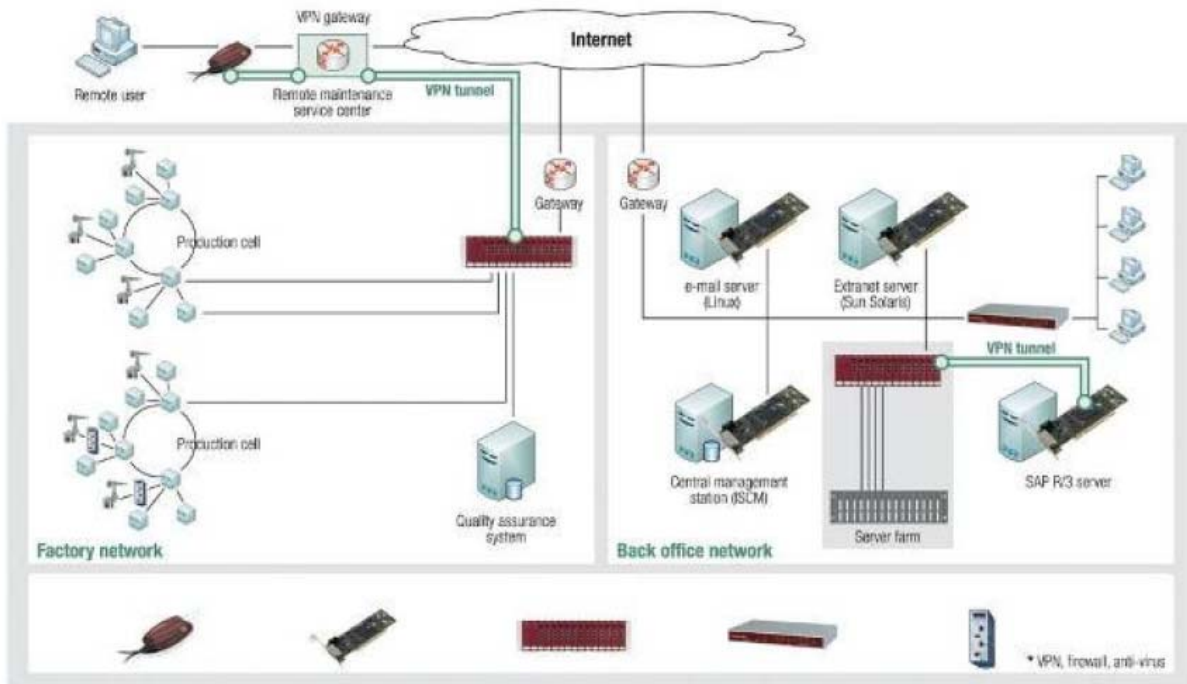 VPN gateway
Internet
Remote user
Remote maintenance
service center
VPN tunnel
Gateway
Gateway
Production cell
e-mail server
(Linux)
Extranet server
(Sun Solaris)
VPN tunnel
Production cell
Quality assurance
system
Central management
station (ISCM)
SAP R/3 server
Server farm
Factory network
Back office network
* VPN, firewall, anti-virus